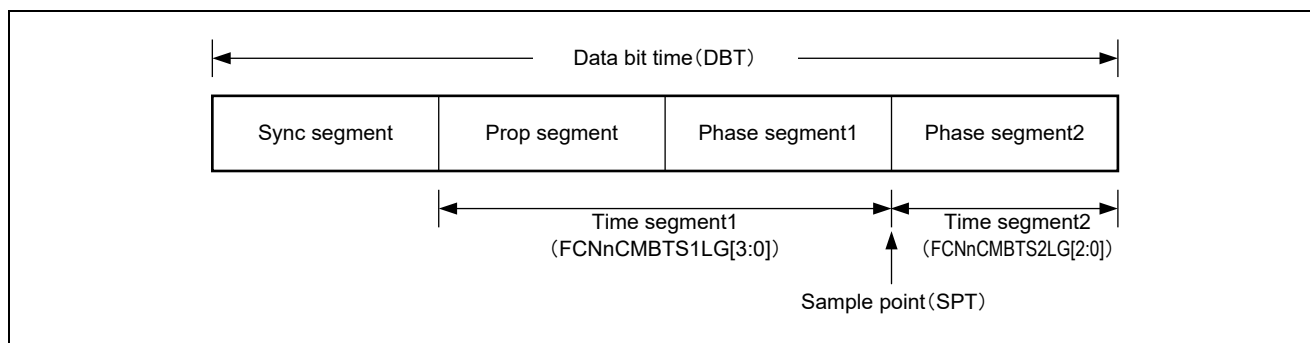 Data bit time（DBT）
Sync segment
Prop segment
Phase segment1
Phase segment2
Time segment1
（FCNnCMBTS1LG[3:0]）
Time segment2
（FCNnCMBTS2LG[2:0]）
Sample point（SPT）